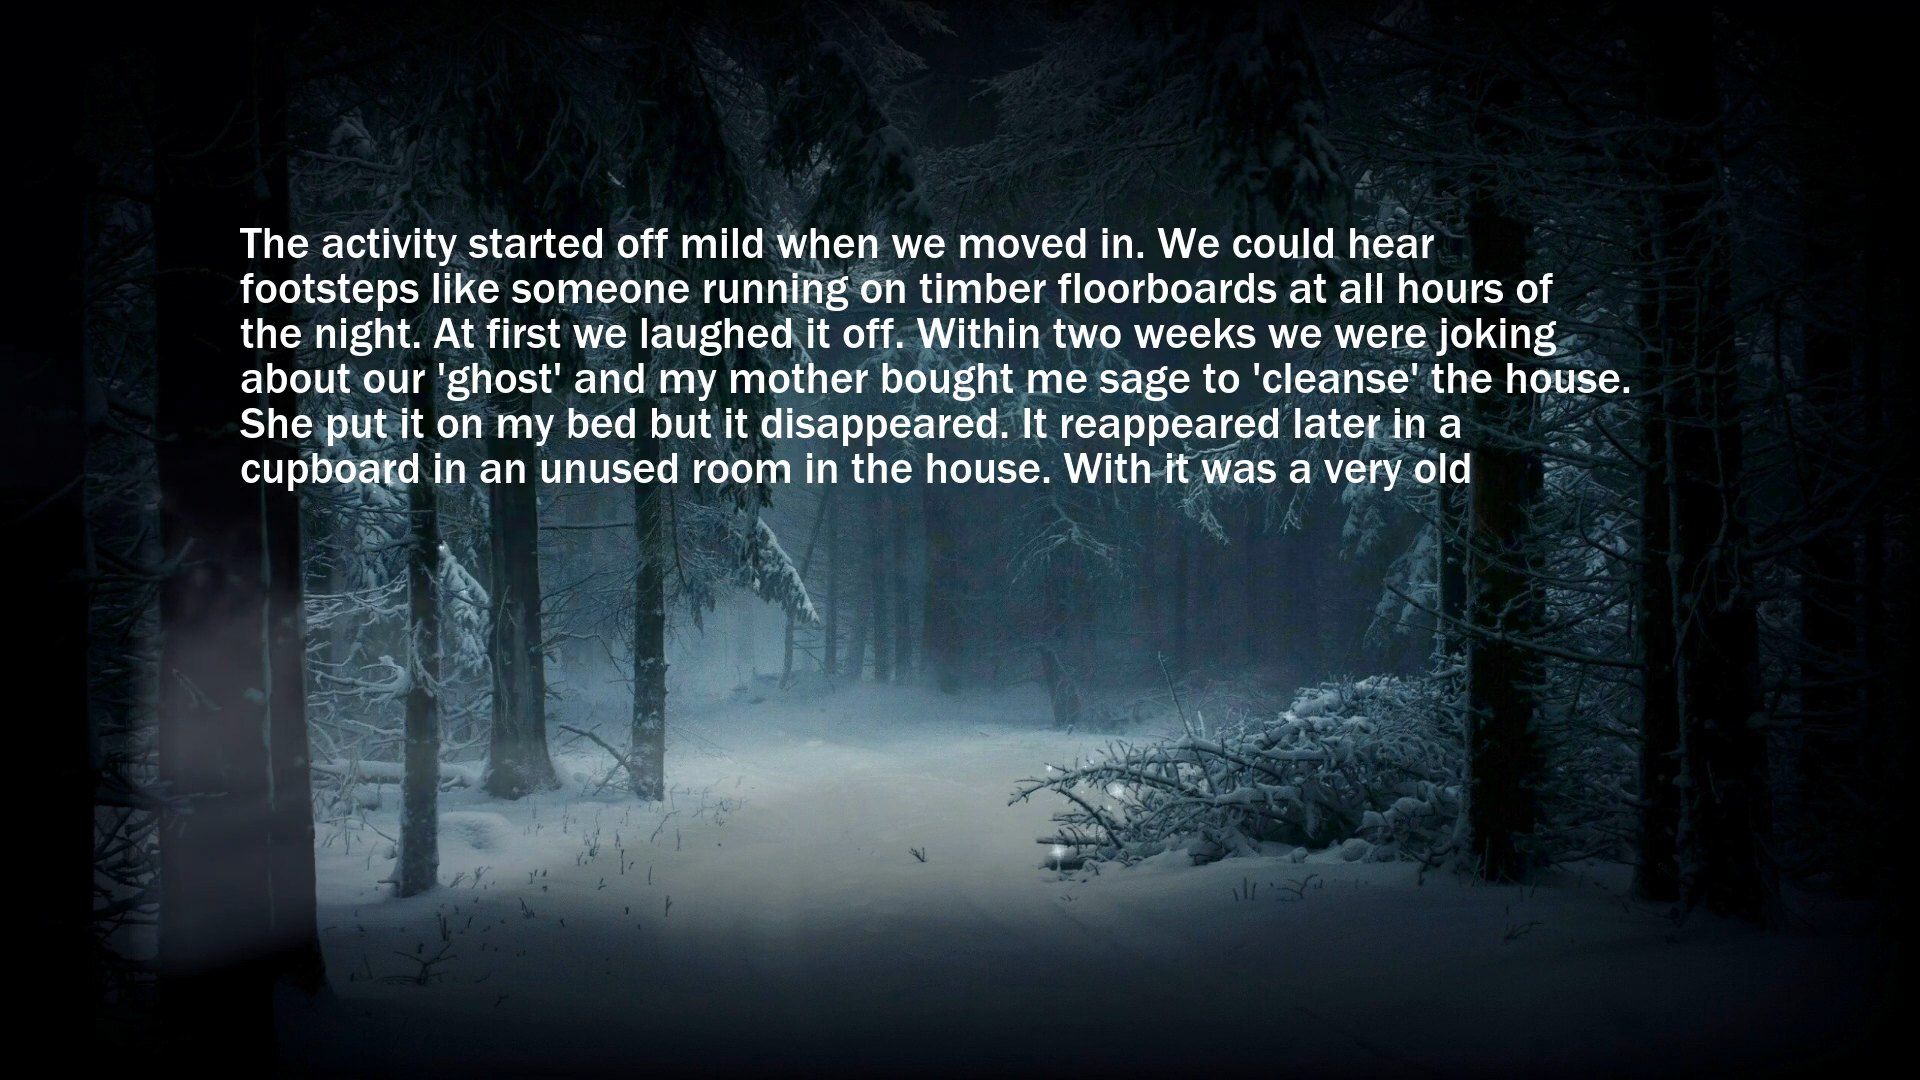 The activity started off mild when we moved in. We could hear
footsteps like someone running on timber floorboards at all hours of
the night. At first we laughed it off. Within two weeks we were joking
about our 'ghost' and my mother bought me sage to 'cleanse' the house.
She put it on my bed but it disappeared. It reappeared later in a
cupboard in an unused room in the house. With it was a very old